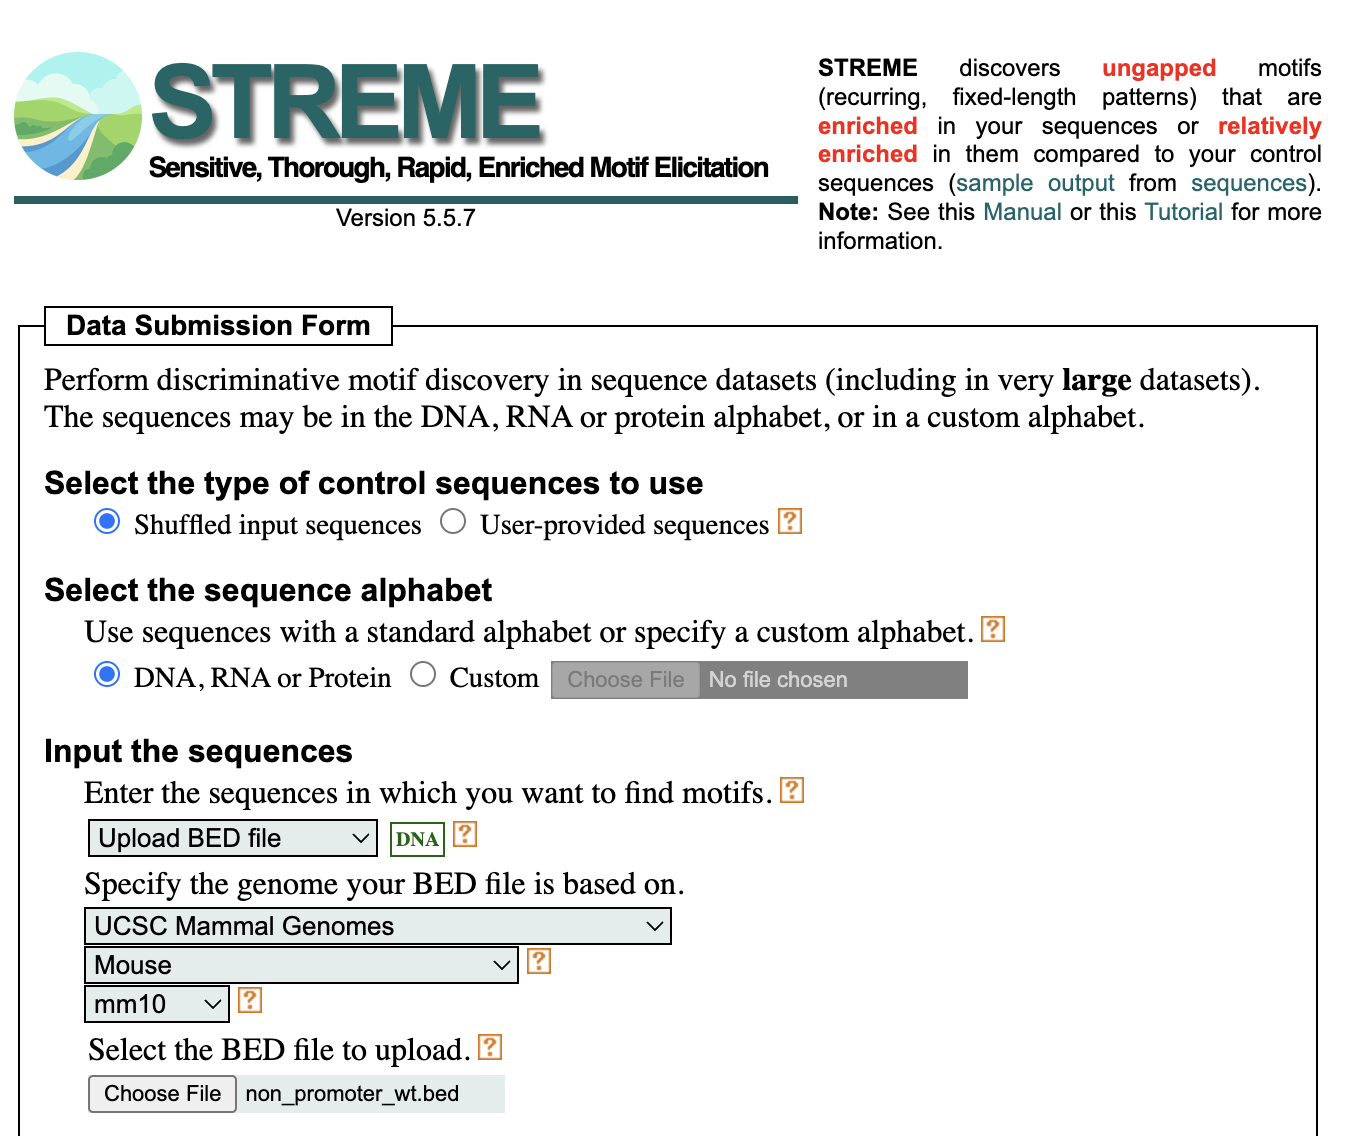 STREME
Sensitive, Thorough, Rapid, Enriched Motif Elicitation
Version 5.5.7
STREME discovers ungapped motifs
(recurring, fixed-length patterns) that are
enriched in your sequences or relatively
enriched in them compared to your control
sequences (sample output from sequences).
Note: See this Manual or this Tutorial for more
information.
Data Submission Form
Perform discriminative motif discovery in sequence datasets (including in very large datasets).
The sequences may be in the DNA, RNA or protein alphabet, or in a custom alphabet.
Select the type of control sequences to use
Shuffled input sequences User-provided sequences ?
Select the sequence alphabet
Use sequences with a standard alphabet or specify a custom alphabet. ?
DNA, RNA or Protein Custom Choose File No file chosen
Input the sequences
Enter the sequences in which you want to find motifs. ?
Upload BED file DNA ?
Specify the genome your BED file is based on.
UCSC Mammal Genomes
Mouse ?
mm10 ?
Select the BED file to upload. ?
Choose File non_promoter_wt.bed